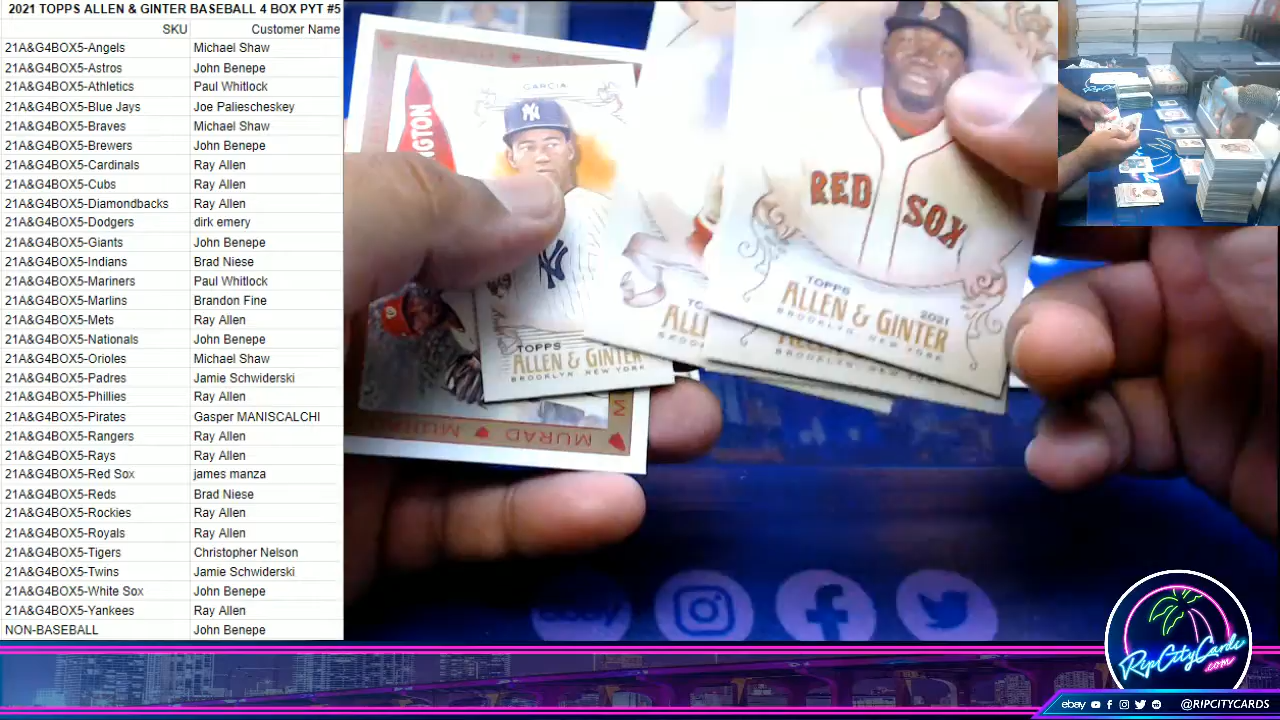 2021 TOPPS ALLEN & GINTER BASEBALL 4 BOX PYT #5
SKU Customer Name
21A&G4BOX5-Angels Michael Shaw
21A&G4BOX5-Astros John Benepe
21A&G4BOX5-Athletics Paul Whitlock
21A&G4BOX5-Blue Jays Joe Paliescheskey
21A&G4BOX5-Braves Michael Shaw
21A&G4BOX5-Brewers John Benepe
21A&G4BOX5-Cardinals Ray Allen
21A&G4BOX5-Cubs Ray Allen
21A&G4BOX5-Diamondbacks Ray Allen
21A&G4BOX5-Dodgers dirk emery
21A&G4BOX5-Giants John Benepe
21A&G4BOX5-Indians Brad Niese
21A&G4BOX5-Mariners Paul Whitlock
21A&G4BOX5-Marlins Brandon Fine
21A&G4BOX5-Mets Ray Allen
21A&G4BOX5-Nationals John Benepe
21A&G4BOX5-Orioles Michael Shaw
21A&G4BOX5-Padres Jamie Schwiderski
21A&G4BOX5-Phillies Ray Allen
21A&G4BOX5-Pirates Gasper MANISCALCHI
21A&G4BOX5-Rangers Ray Allen
21A&G4BOX5-Rays Ray Allen
21A&G4BOX5-Red Sox james manza
21A&G4BOX5-Reds Brad Niese
21A&G4BOX5-Rockies Ray Allen
21A&G4BOX5-Royals Ray Allen
21A&G4BOX5-Tigers Christopher Nelson
21A&G4BOX5-Twins Jamie Schwiderski
21A&G4BOX5-White Sox John Benepe
21A&G4BOX5-Yankees Ray Allen
NON-BASEBALL John Benepe
GARCIA
NY
NY
TOPPS
ALLEN & GINTER
BROOKLYN, NEW YORK
MURAD
RED SOX
TOPPS 2021
ALLEN & GINTER
BROOKLYN, NEW YORK
RipCityCards
.com
ebay @RIPCITYCARDS